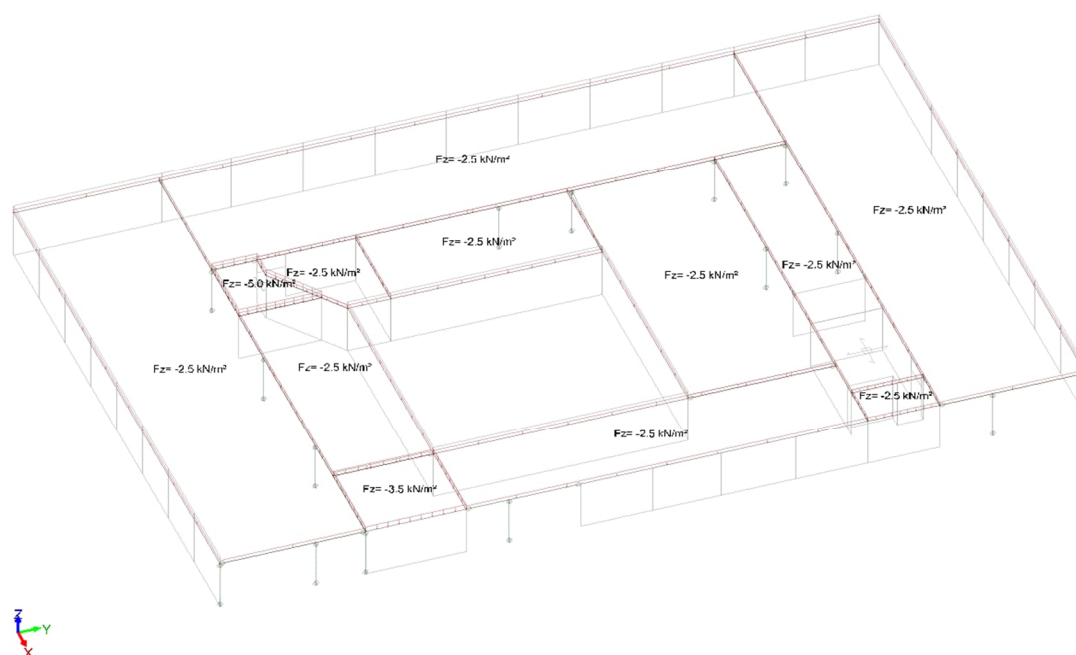 Fz= -2.5 kN/m²
Fz= -2.5 kN/m²
Fz= -2.5 kN/m²
Fz= -2.5 kN/m²
Fz= -2.5 kN/m²
Fz= -2.5 kN/m²
Fz= -5.0 kN/m²
Fz= -2.5 kN/m²
Fz= -2.5 kN/m²
Fz= -2.5 kN/m²
Fz= -2.5 kN/m²
Fz= -3.5 kN/m²
Z
Y
X